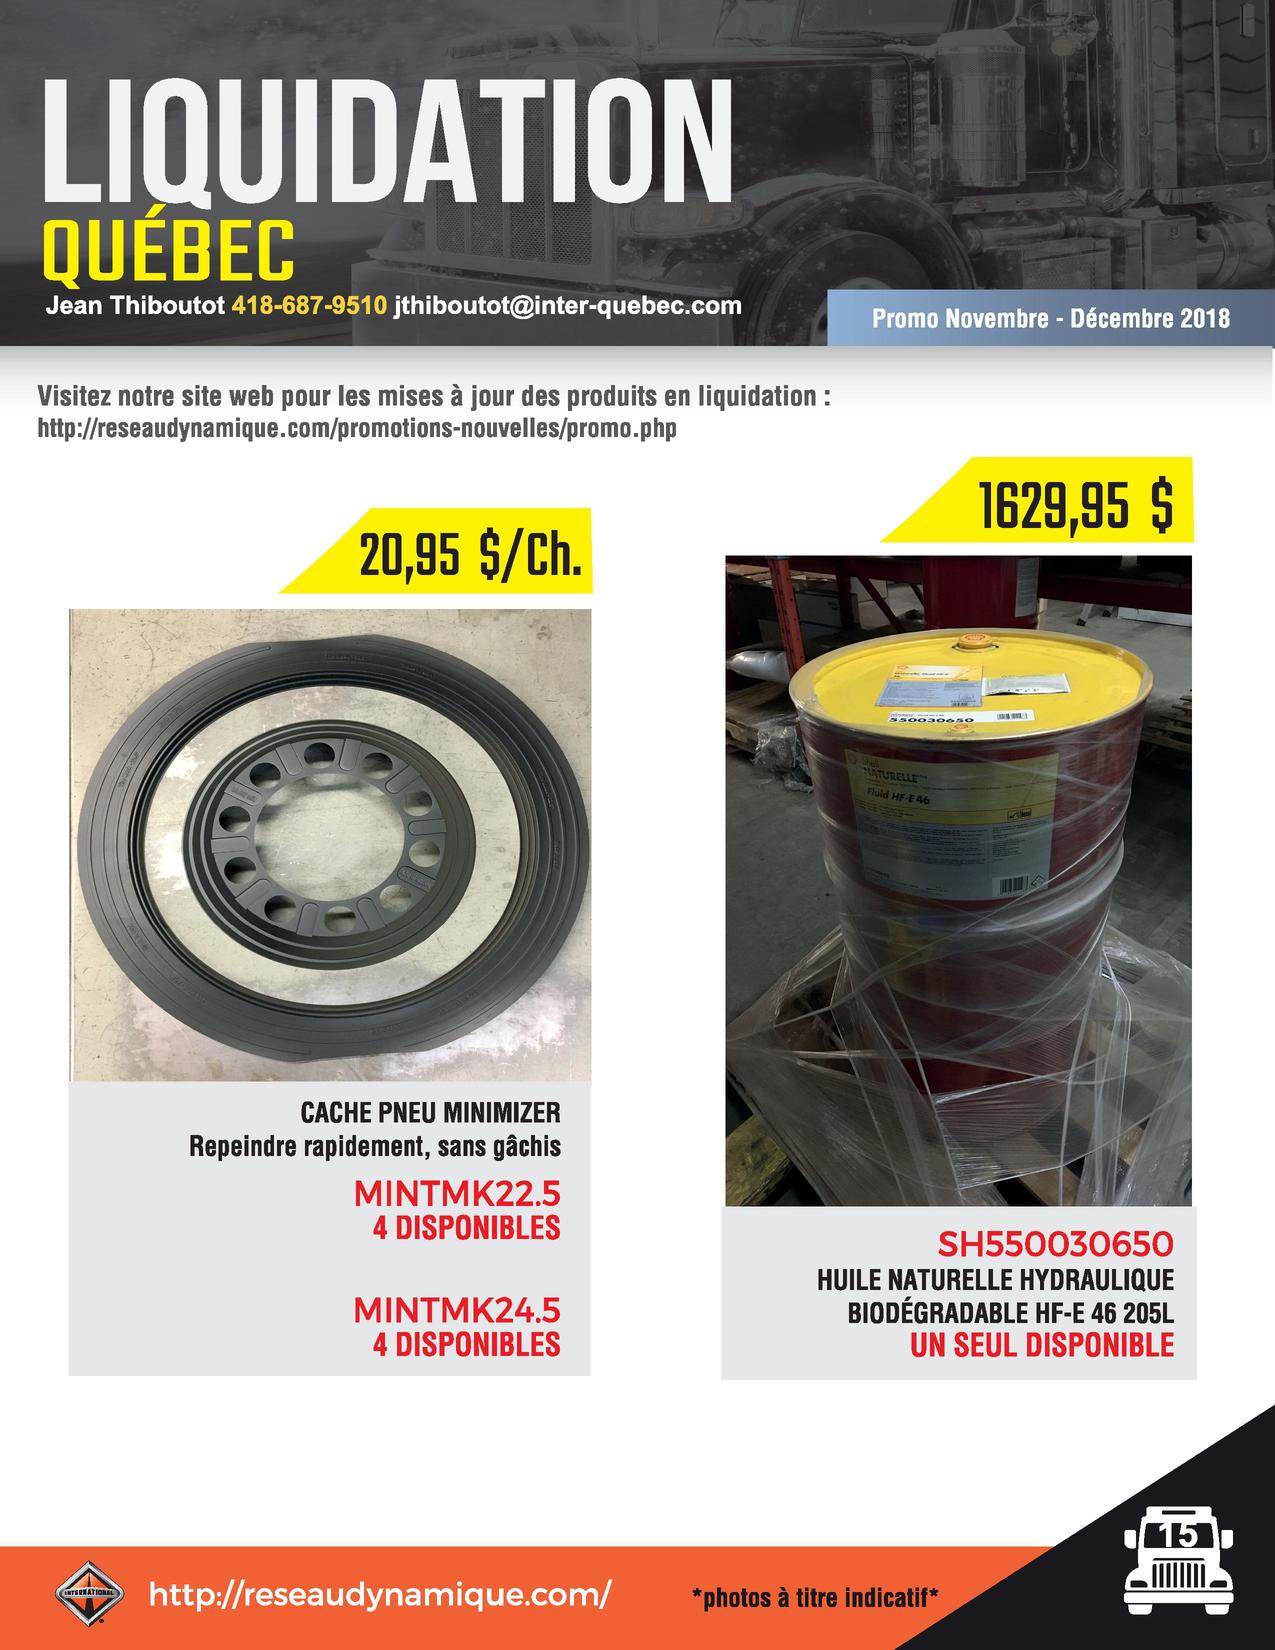 LIQUIDATION
QUÉBEC
Jean Thiboutot 418-687-9510 jthiboutot@inter-quebec.com
Promo Novembre - Décembre 2018
Visitez notre site web pour les mises à jour des produits en liquidation :
http://reseaudynamique.com/promotions-nouvelles/promo.php
20,95 $/Ch.
CACHE PNEU MINIMIZER
Repeindre rapidement, sans gâchis
MINTMK22.5
4 DISPONIBLES
MINTMK24.5
4 DISPONIBLES
1629,95 $
Naturelle Fluid HF-E
550030650
Shell
NATURELLE
Fluid HF-E 46
SH550030650
HUILE NATURELLE HYDRAULIQUE
BIODÉGRADABLE HF-E 46 205L
UN SEUL DISPONIBLE
INTERNATIONAL
http://reseaudynamique.com/
*photos à titre indicatif*
15